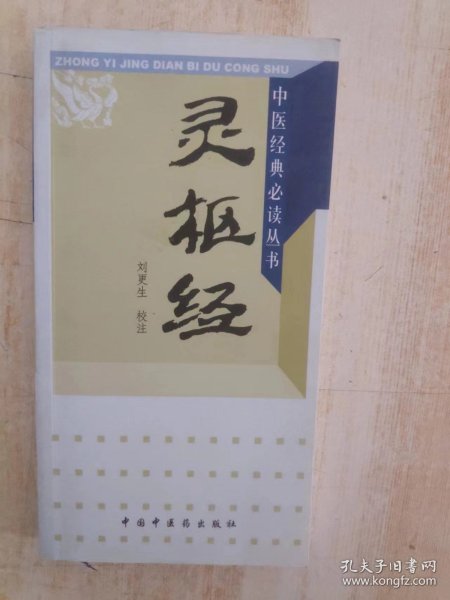 ZHONG YI JING DIAN BI DU CONG SHU
中医经典必读丛书
灵枢经
刘更生 校注
中国中医药出版社
孔夫子旧书网
www.kongfz.com